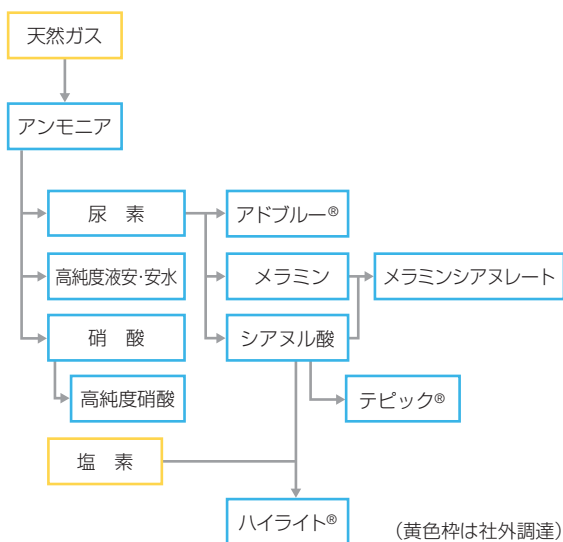 天然ガス
アンモニア
尿　素
アドブルー®
高純度液安・安水
メラミン
メラミンシアヌレート
硝　酸
シアヌル酸
高純度硝酸
テピック®
塩　素
ハイライト®
（黄色枠は社外調達）